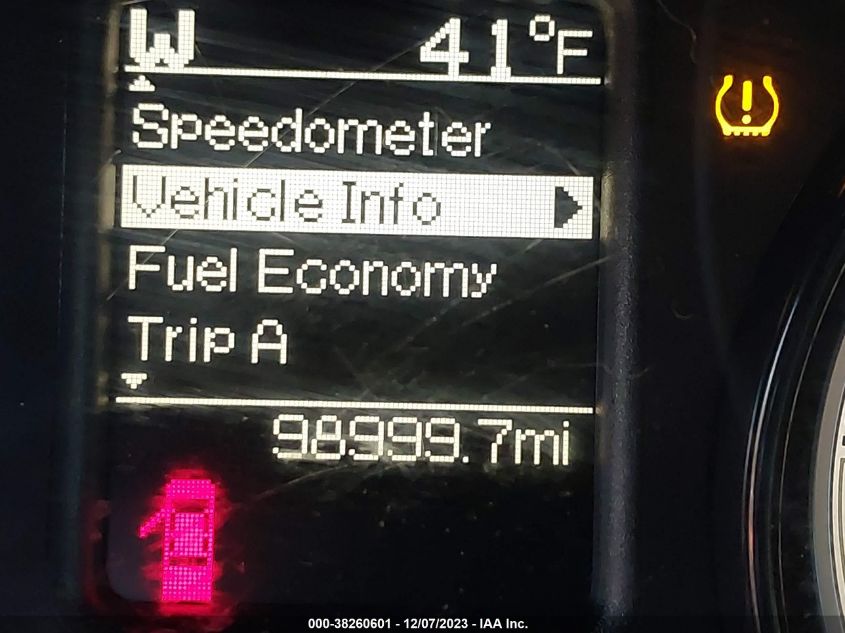 W 41°F
Speedometer
Vehicle Info
Fuel Economy
Trip A
98999.7mi
000-38260601 - 12/07/2023 - IAA Inc.